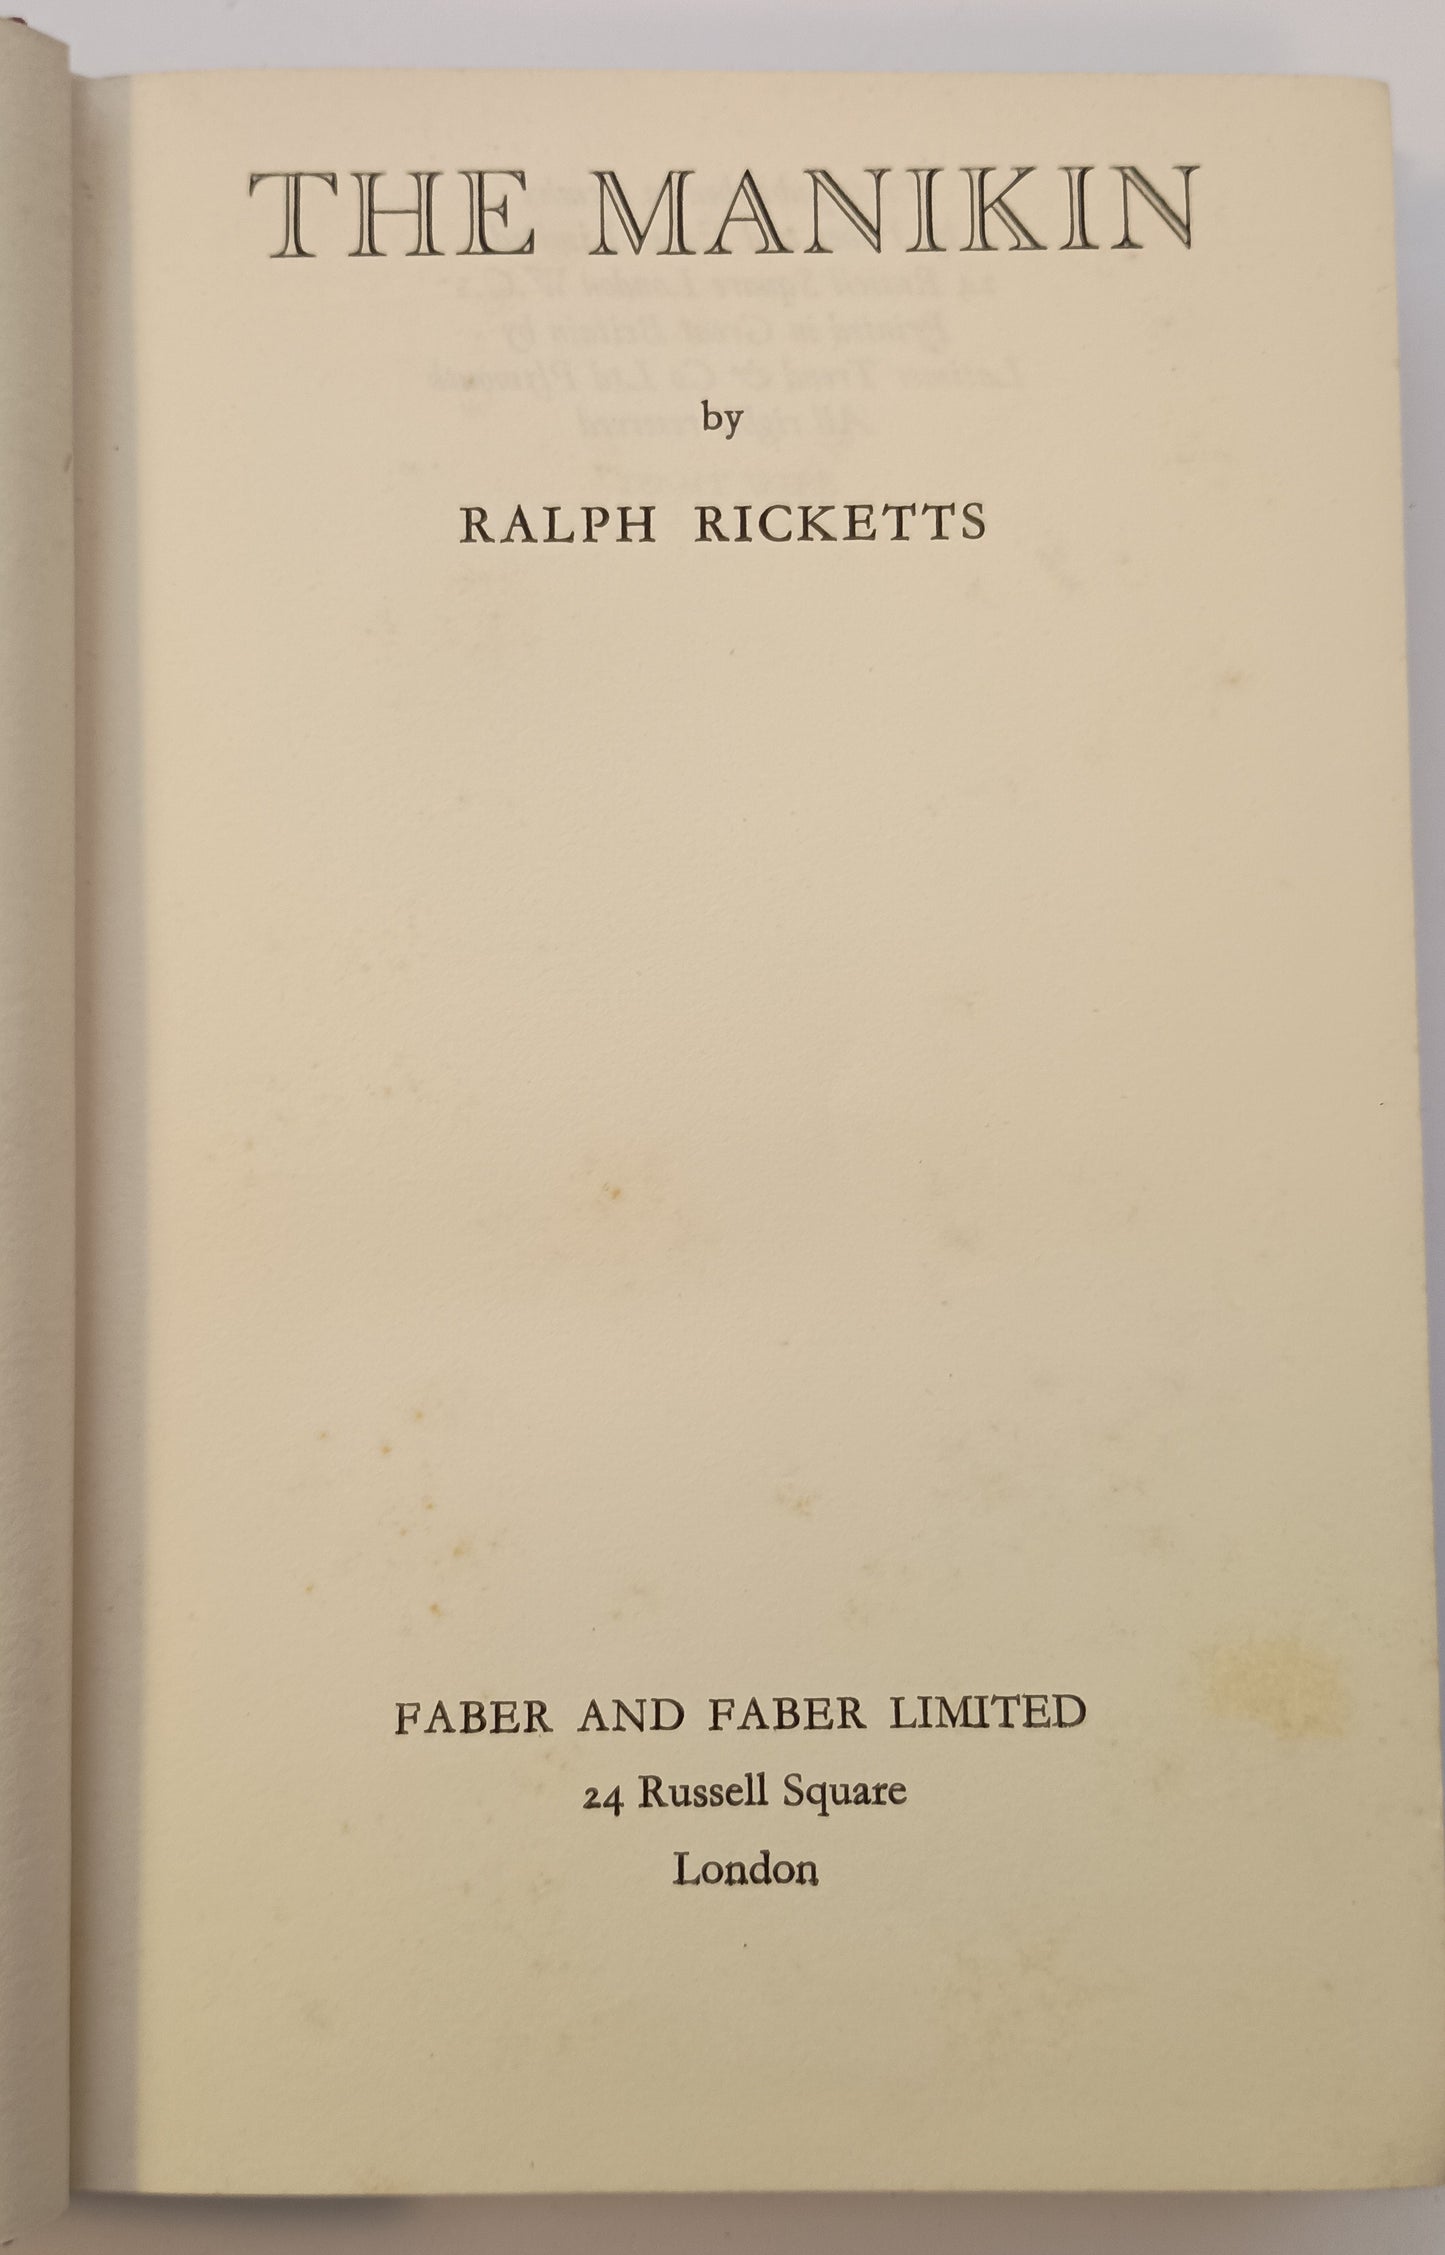 THE MANIKIN
by
RALPH RICKETTS
FABER AND FABER LIMITED
24 Russell Square
London